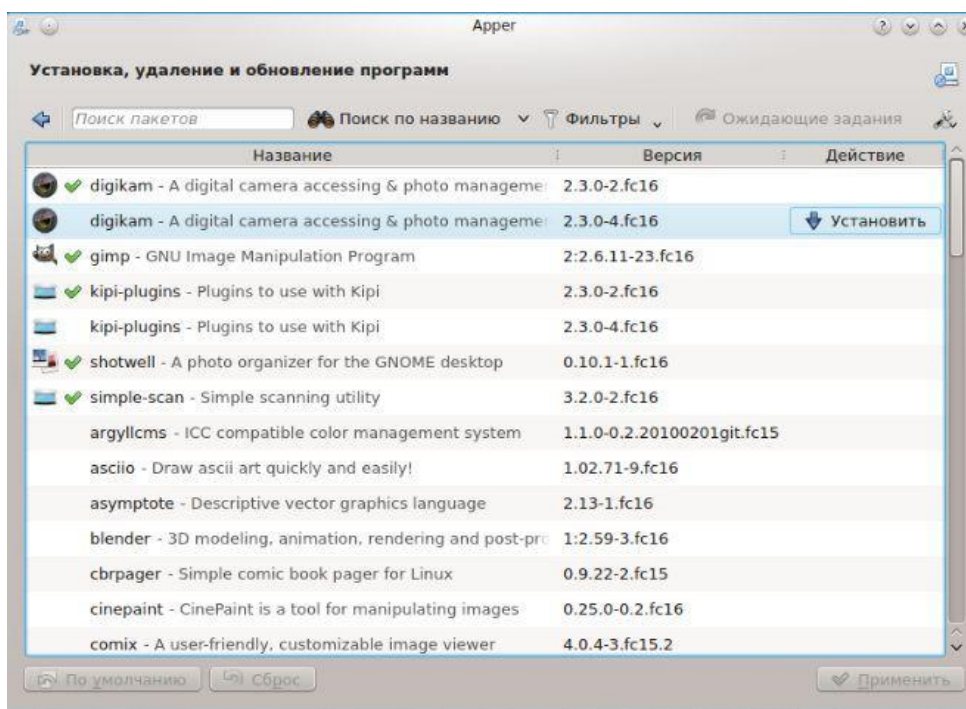 Apper
Установка, удаление и обновление программ
Поиск пакетов Поиск по названию Фильтры Ожидающие задания
Название Версия Действие
digikam - A digital camera accessing & photo manageme 2.3.0-2.fc16
digikam - A digital camera accessing & photo manageme 2.3.0-4.fc16 Установить
gimp - GNU Image Manipulation Program 2:2.6.11-23.fc16
kipi-plugins - Plugins to use with Kipi 2.3.0-2.fc16
kipi-plugins - Plugins to use with Kipi 2.3.0-4.fc16
shotwell - A photo organizer for the GNOME desktop 0.10.1-1.fc16
simple-scan - Simple scanning utility 3.2.0-2.fc16
argyllcms - ICC compatible color management system 1.1.0-0.2.20100201git.fc15
asciio - Draw ascii art quickly and easily! 1.02.71-9.fc16
asymptote - Descriptive vector graphics language 2.13-1.fc16
blender - 3D modeling, animation, rendering and post-pro 1:2.59-3.fc16
cbrpager - Simple comic book pager for Linux 0.9.22-2.fc15
cinepaint - CinePaint is a tool for manipulating images 0.25.0-0.2.fc16
comix - A user-friendly, customizable image viewer 4.0.4-3.fc15.2
По умолчанию Сброс Применить